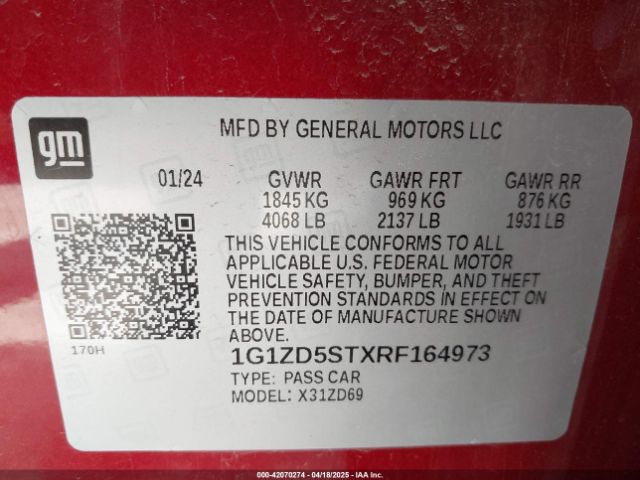 gm
MFD BY GENERAL MOTORS LLC
01/24 GVWR GAWR FRT GAWR RR
1845 KG 969 KG 876 KG
4068 LB 2137 LB 1931 LB
THIS VEHICLE CONFORMS TO ALL
APPLICABLE U.S. FEDERAL MOTOR
VEHICLE SAFETY, BUMPER, AND THEFT
PREVENTION STANDARDS IN EFFECT ON
THE DATE OF MANUFACTURE SHOWN
ABOVE.
170H
1G1ZD5STXRF164973
TYPE: PASS CAR
MODEL: X31ZD69
000-42070274 - 04/18/2025 - IAA Inc.